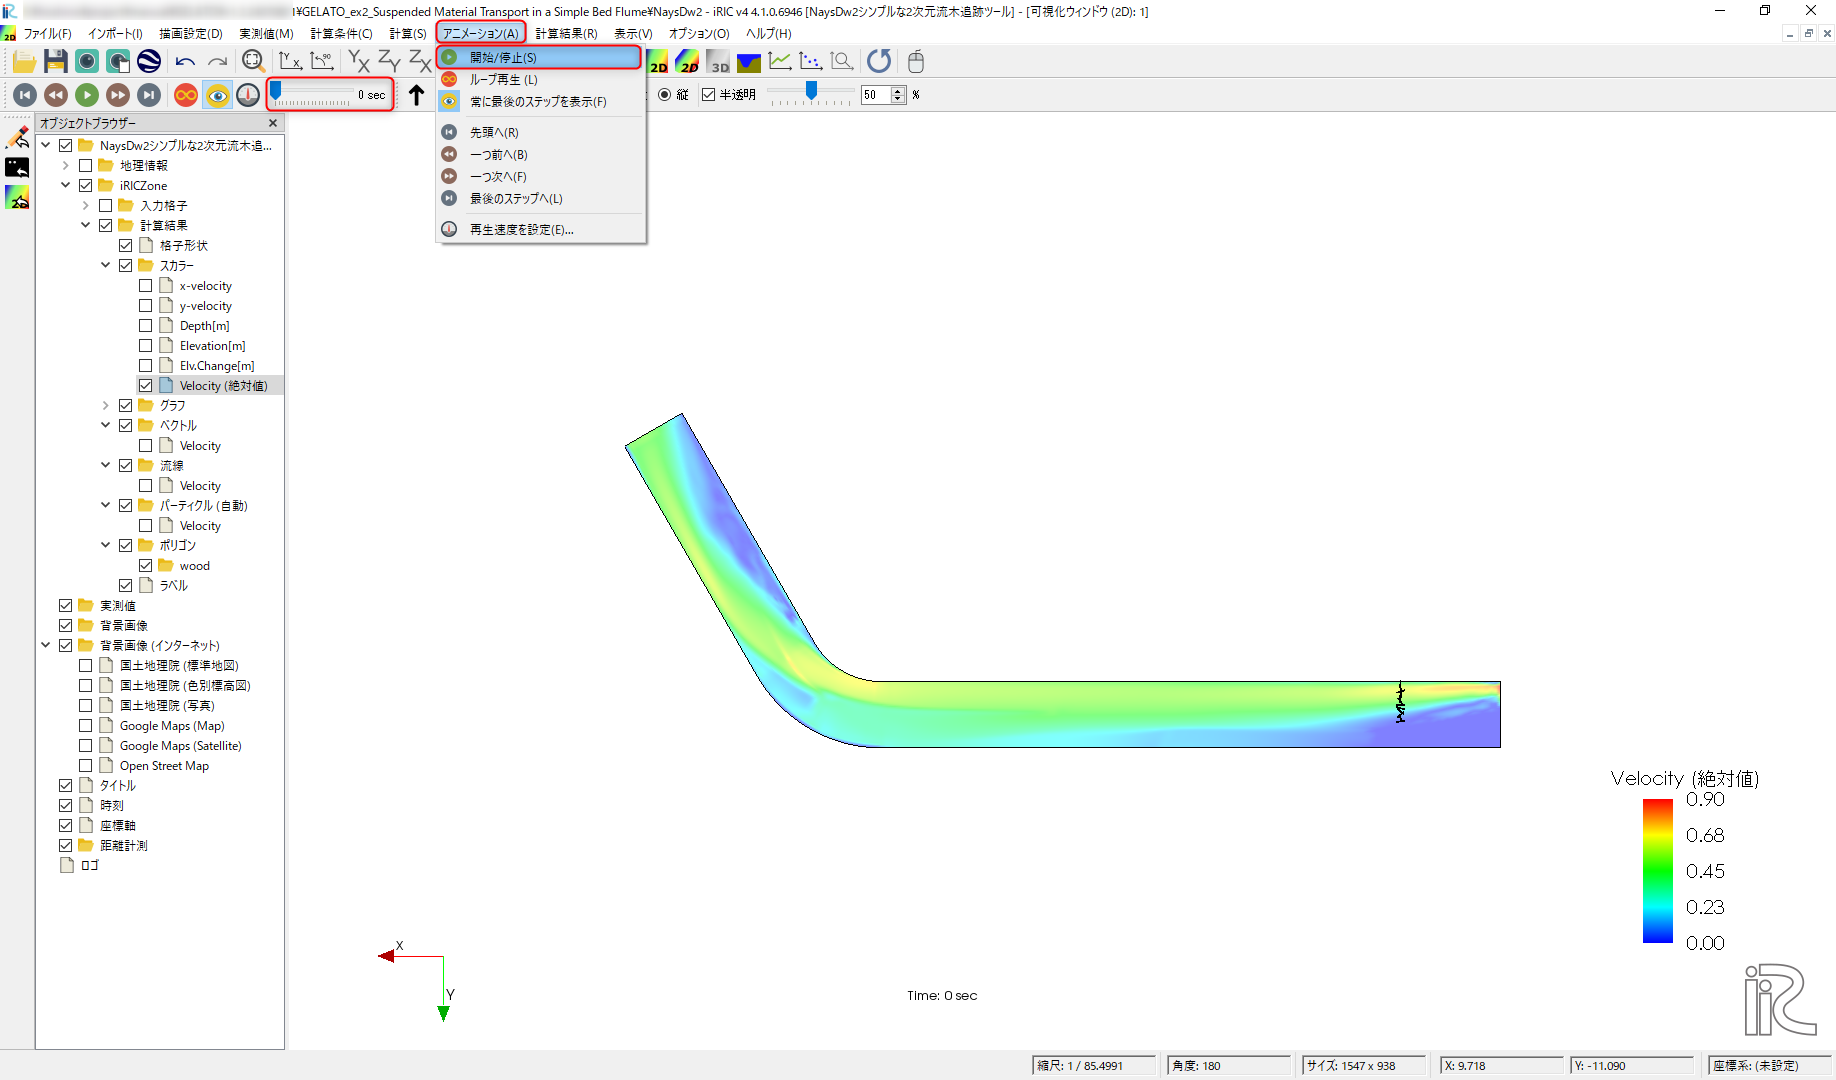 1¥GELATO_ex2_Suspended Material Transport in a Simple Bed Flume¥NaysDw2 - iRIC v4 4.1.0.6946 [NaysDw2シンプルな2次元流木追跡ツール] - [可視化ウィンドウ (2D): 1]
ファイル(F) インポート(I) 描画設定(D) 実測値(M) 計算条件(C) 計算(S) アニメーション(A) 計算結果(R) 表示(V) オプション(O) ヘルプ(H)
開始/停止(S)
ループ再生 (L)
常に最後のステップを表示(F)
先頭へ(R)
一つ前へ(B)
一つ次へ(F)
最後のステップへ(L)
再生速度を設定(E)...
2D 2D 3D
0 sec
縦 半透明 50 %
オブジェクトブラウザー
NaysDw2シンプルな2次元流木追...
地理情報
iRICZone
入力格子
計算結果
格子形状
スカラー
x-velocity
y-velocity
Depth[m]
Elevation[m]
Elv.Change[m]
Velocity (絶対値)
グラフ
ベクトル
Velocity
流線
Velocity
パーティクル (自動)
Velocity
ポリゴン
wood
ラベル
実測値
背景画像
背景画像 (インターネット)
国土地理院 (標準地図)
国土地理院 (色別標高図)
国土地理院 (写真)
Google Maps (Map)
Google Maps (Satellite)
Open Street Map
タイトル
時刻
座標軸
距離計測
ロゴ
Velocity (絶対値)
0.90
0.68
0.45
0.23
0.00
X
Y
Time: 0 sec
iRIC
縮尺: 1 / 85.4991 角度: 180 サイズ: 1547 x 938 X: 9.718 Y: -11.090 座標系: (未設定)